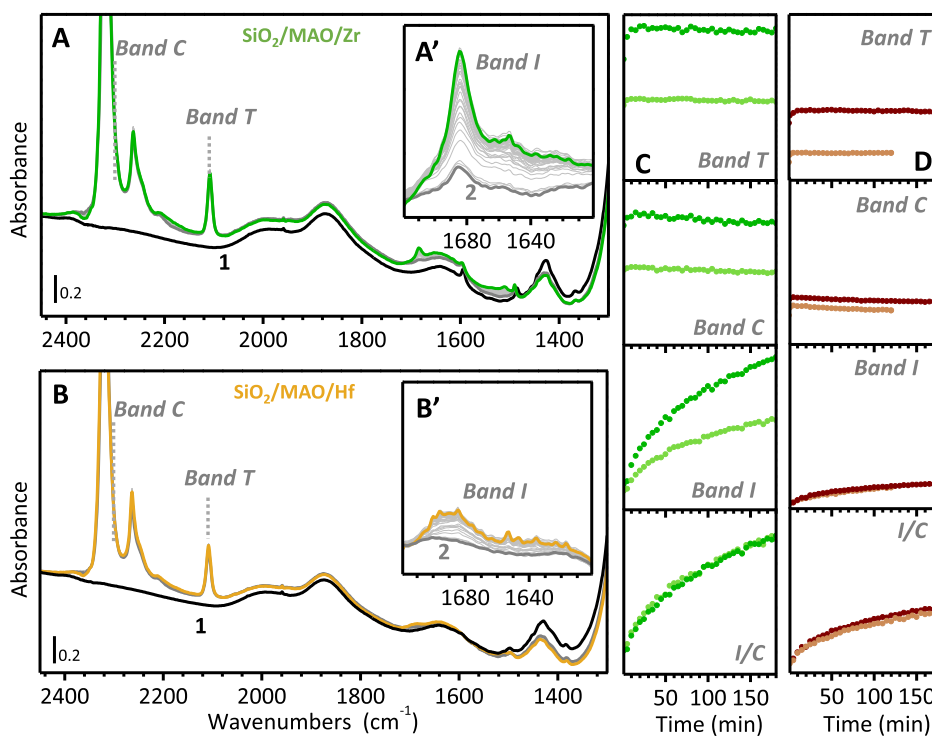 A
SiO₂/MAO/Zr
Band C
Band T
1
0.2
Absorbance
2400 2200 2000 1800 1600 1400
A’
Band I
2
1680 1640
B
SiO₂/MAO/Hf
Band C
Band T
1
0.2
Absorbance
2400 2200 2000 1800 1600 1400
Wavenumbers (cm⁻¹)
B’
Band I
2
1680 1640
C
Band T
Band C
Band I
I/C
50 100 150
Time (min)
Band T
D
Band C
Band I
I/C
50 100 150
Time (min)